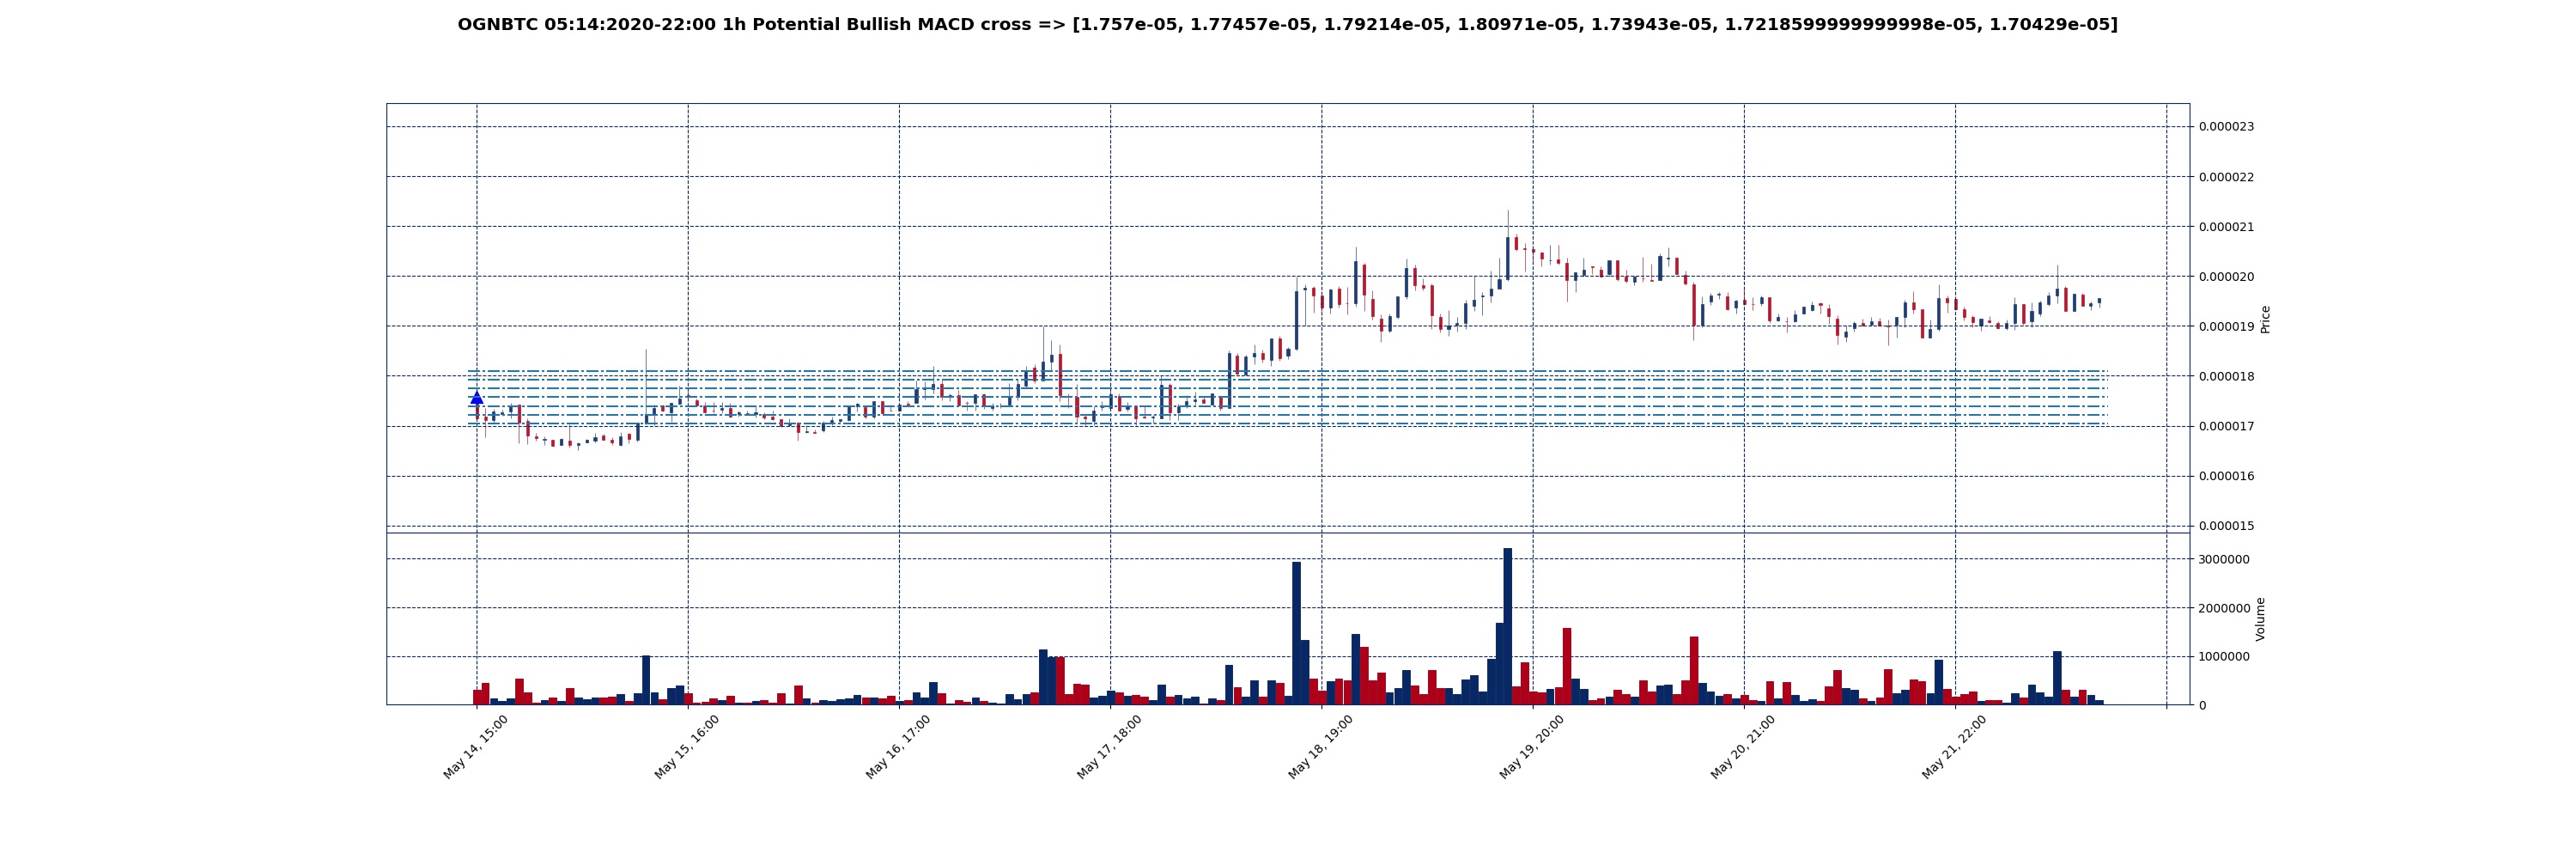 OGNBTC 05:14:2020-22:00 1h Potential Bullish MACD cross => [1.757e-05, 1.77457e-05, 1.79214e-05, 1.80971e-05, 1.73943e-05, 1.7218599999999998e-05, 1.70429e-05]
0.000023
0.000022
0.000021
0.000020
0.000019
0.000018
0.000017
0.000016
0.000015
Price
3000000
2000000
1000000
0
Volume
May 14, 15:00
May 15, 16:00
May 16, 17:00
May 17, 18:00
May 18, 19:00
May 19, 20:00
May 20, 21:00
May 21, 22:00